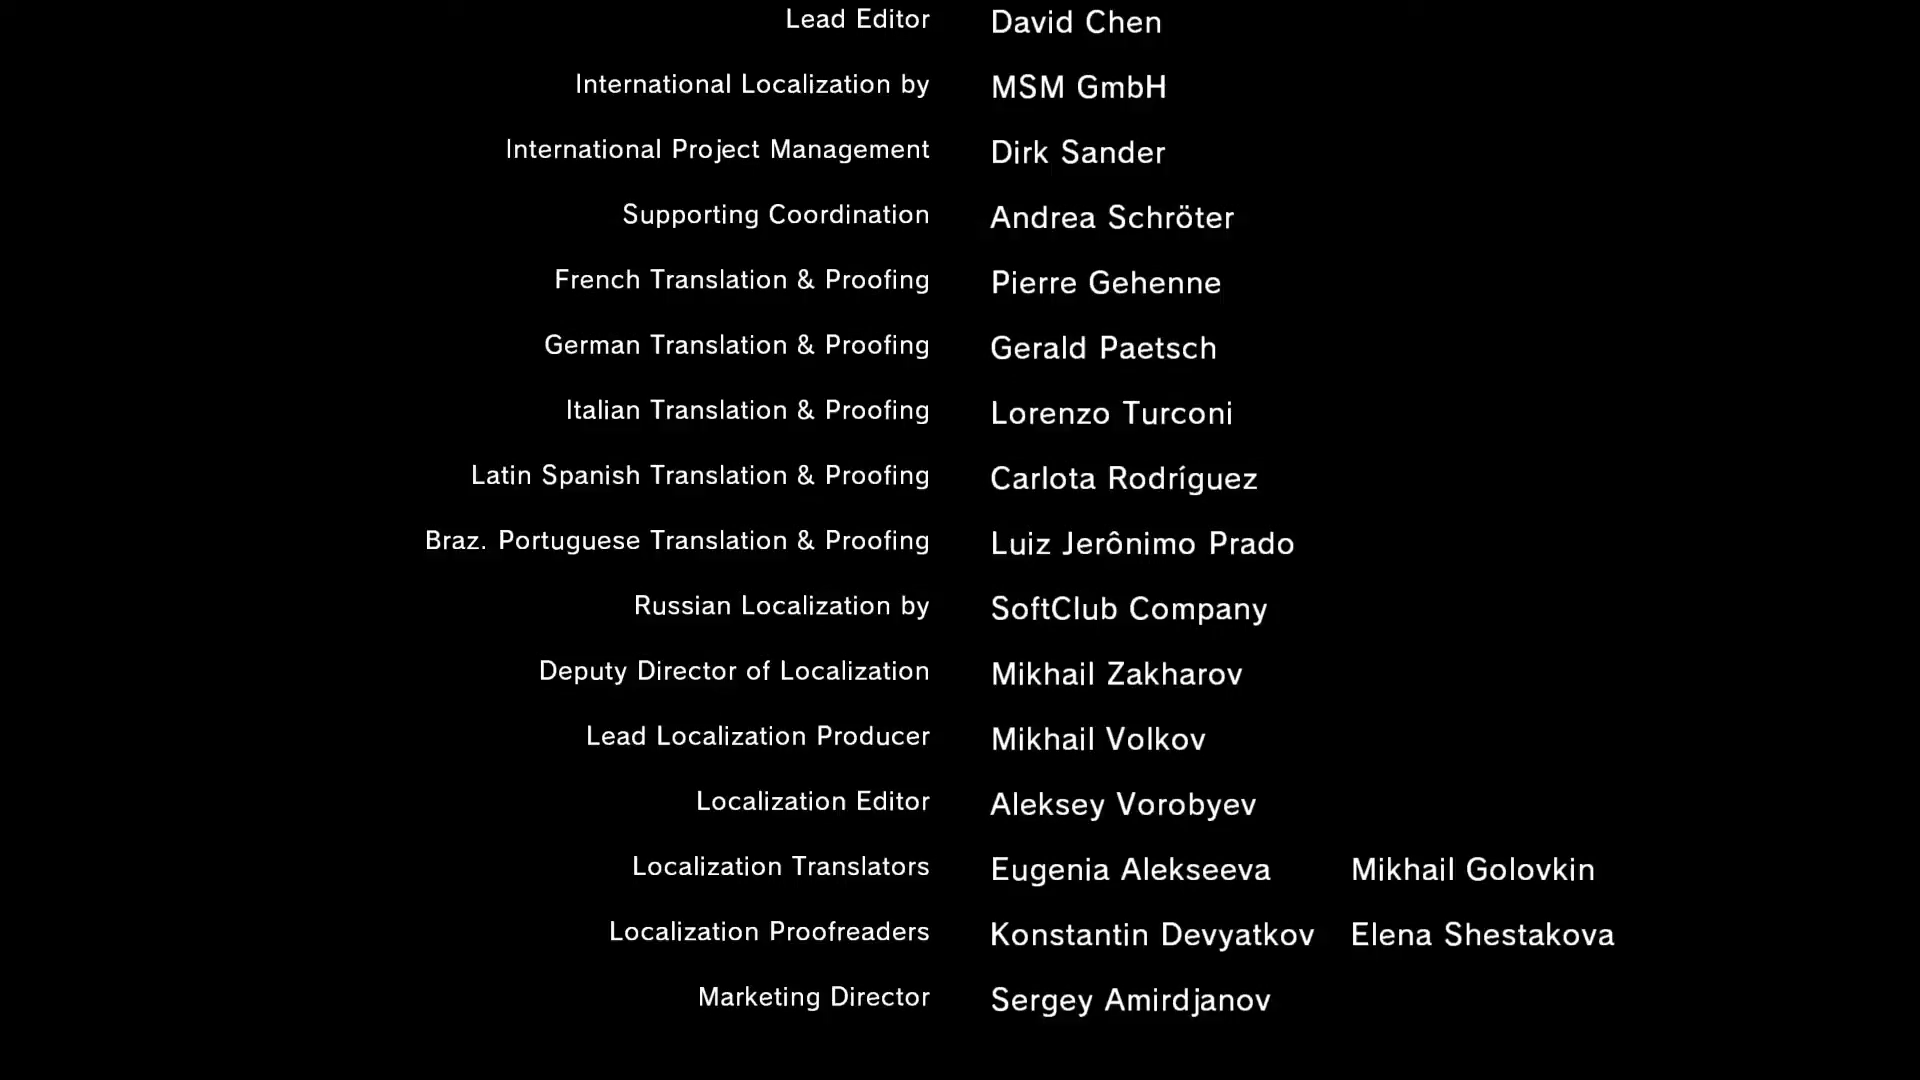 Lead Editor David Chen
International Localization by MSM GmbH
International Project Management Dirk Sander
Supporting Coordination Andrea Schröter
French Translation & Proofing Pierre Gehenne
German Translation & Proofing Gerald Paetsch
Italian Translation & Proofing Lorenzo Turconi
Latin Spanish Translation & Proofing Carlota Rodríguez
Braz. Portuguese Translation & Proofing Luiz Jerônimo Prado
Russian Localization by SoftClub Company
Deputy Director of Localization Mikhail Zakharov
Lead Localization Producer Mikhail Volkov
Localization Editor Aleksey Vorobyev
Localization Translators Eugenia Alekseeva Mikhail Golovkin
Localization Proofreaders Konstantin Devyatkov Elena Shestakova
Marketing Director Sergey Amirdjanov